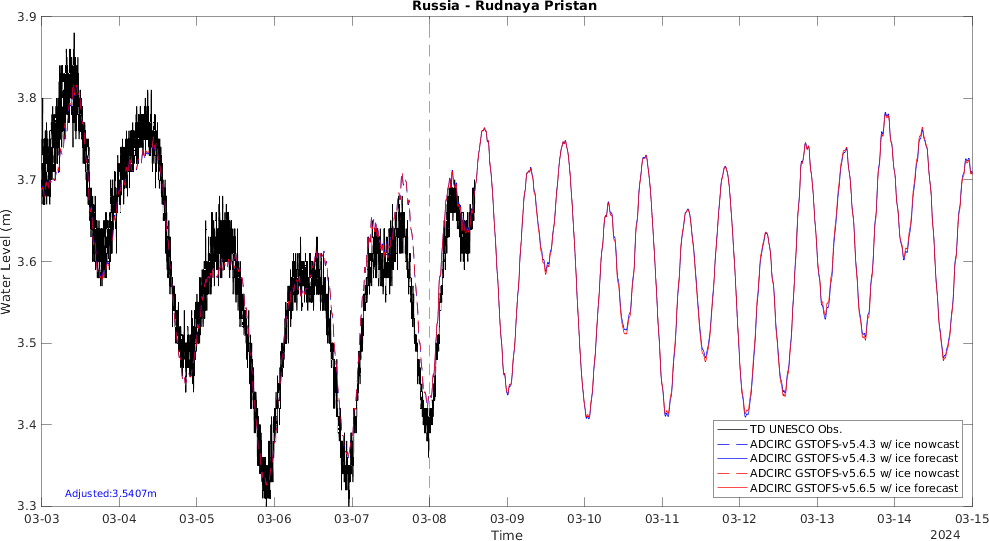 Russia - Rudnaya Pristan
3.9
3.8
3.7
3.6
3.5
3.4
3.3
Water Level (m)
TD UNESCO Obs.
ADCIRC GSTOFS-v5.4.3 w/ ice nowcast
ADCIRC GSTOFS-v5.4.3 w/ ice forecast
ADCIRC GSTOFS-v5.6.5 w/ ice nowcast
ADCIRC GSTOFS-v5.6.5 w/ ice forecast
Adjusted:3.5407m
03-03 03-04 03-05 03-06 03-07 03-08 03-09 03-10 03-11 03-12 03-13 03-14 03-15
Time
2024